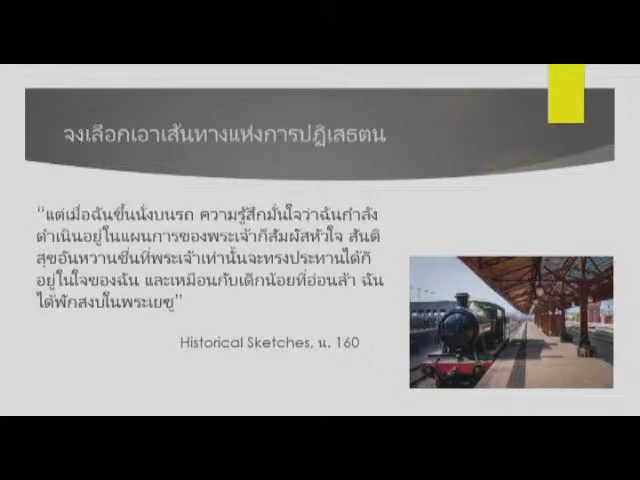 จงเลือกเอาเส้นทางแห่งการปฏิเสธตน
“แต่เมื่อฉันขึ้นนั่งบนรถ ความรู้สึกมั่นใจว่าฉันกำลัง
ดำเนินอยู่ในแผนการของพระเจ้าก็สัมผัสหัวใจ สันติ
สุขอันหวานชื่นที่พระเจ้าเท่านั้นจะทรงประทานได้ก็
อยู่ในใจของฉัน และเหมือนกับเด็กน้อยที่อ่อนล้า ฉัน
ได้พักสงบในพระเยซู”
Historical Sketches, น. 160